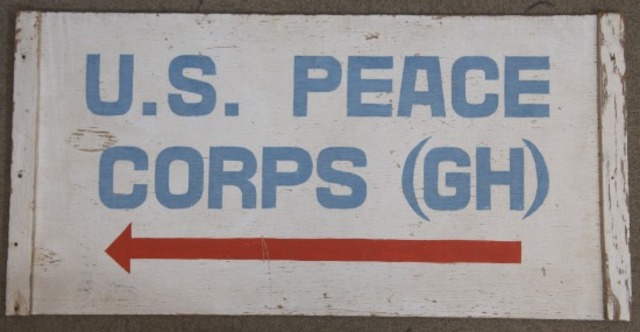 U.S. PEACE
CORPS (GH)